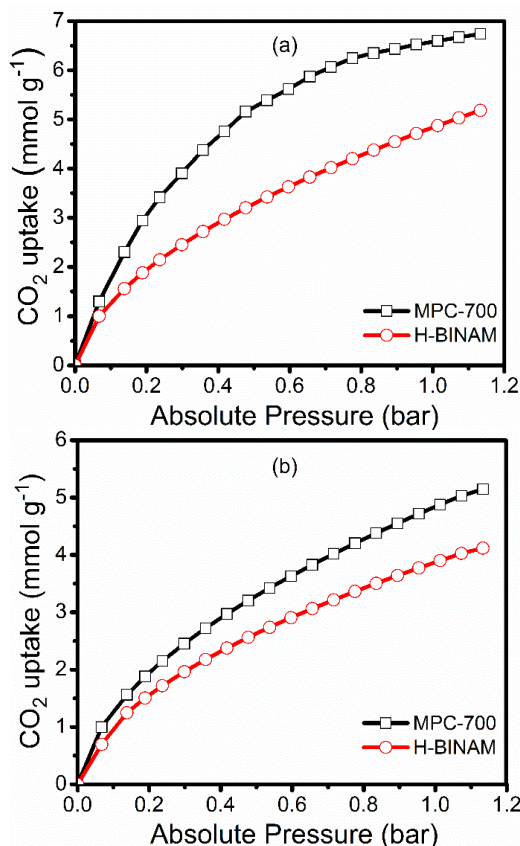 (a)
CO2 uptake (mmol g-1)
7
6
5
4
3
2
1
0
MPC-700
H-BINAM
0.0 0.2 0.4 0.6 0.8 1.0 1.2
Absolute Pressure (bar)
(b)
CO2 uptake (mmol g-1)
6
5
4
3
2
1
0
MPC-700
H-BINAM
0.0 0.2 0.4 0.6 0.8 1.0 1.2
Absolute Pressure (bar)